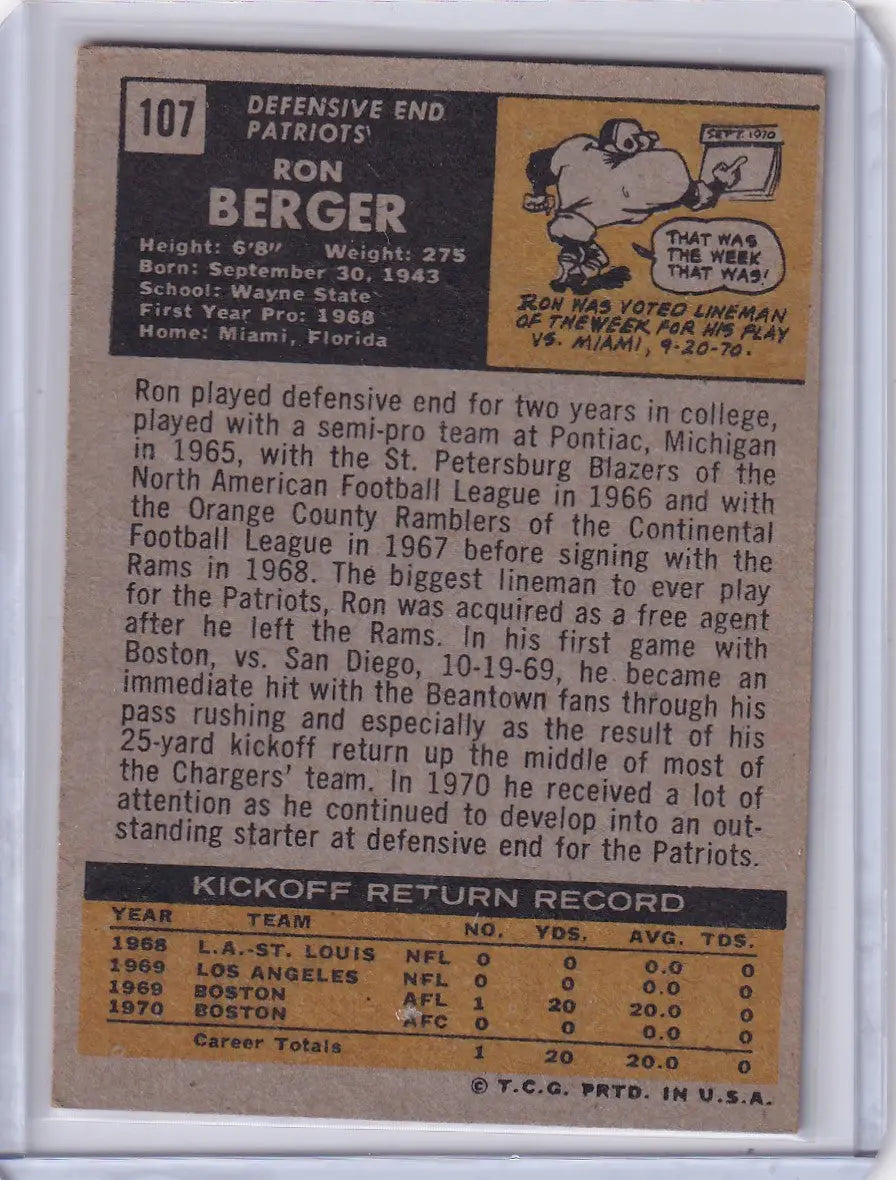 107
DEFENSIVE END
PATRIOTS
RON
BERGER
Height: 6'8" Weight: 275
Born: September 30, 1943
School: Wayne State
First Year Pro: 1968
Home: Miami, Florida
SEPT. 1970
THAT WAS
THE WEEK
THAT WAS!
RON WAS VOTED LINEMAN
OF THE WEEK FOR HIS PLAY
VS. MIAMI, 9-20-70.
Ron played defensive end for two years in college,
played with a semi-pro team at Pontiac, Michigan
in 1965, with the St. Petersburg Blazers of the
North American Football League in 1966 and with
the Orange County Ramblers of the Continental
Football League in 1967 before signing with the
Rams in 1968. The biggest lineman to ever play
for the Patriots, Ron was acquired as a free agent
after he left the Rams. In his first game with
Boston, vs. San Diego, 10-19-69, he became an
immediate hit with the Beantown fans through his
pass rushing and especially as the result of his
25-yard kickoff return up the middle of most of
the Chargers' team. In 1970 he received a lot of
attention as he continued to develop into an out-
standing starter at defensive end for the Patriots.
KICKOFF RETURN RECORD
YEAR TEAM NO. YDS. AVG. TDS.
1968 L.A.-ST. LOUIS NFL 0 0 0.0 0
1969 LOS ANGELES NFL 0 0 0.0 0
1969 BOSTON AFL 1 20 20.0 0
1970 BOSTON AFC 0 0 0.0 0
Career Totals 1 20 20.0 0
© T.C.G. PRTD. IN U.S.A.